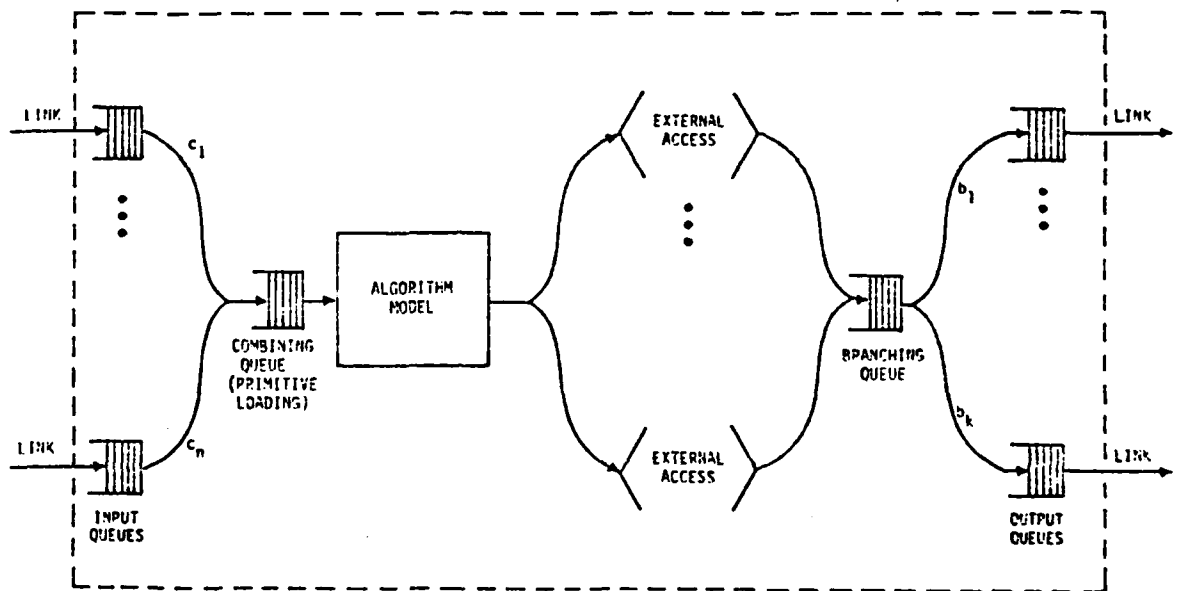 LINK
c1
EXTERNAL
ACCESS
b1
LINK
ALGORITHM
MODEL
COMBINING
QUEUE
(PRIMITIVE
LOADING)
BRANCHING
QUEUE
LINK
cn
INPUT
QUEUES
EXTERNAL
ACCESS
bk
LINK
OUTPUT
QUEUES